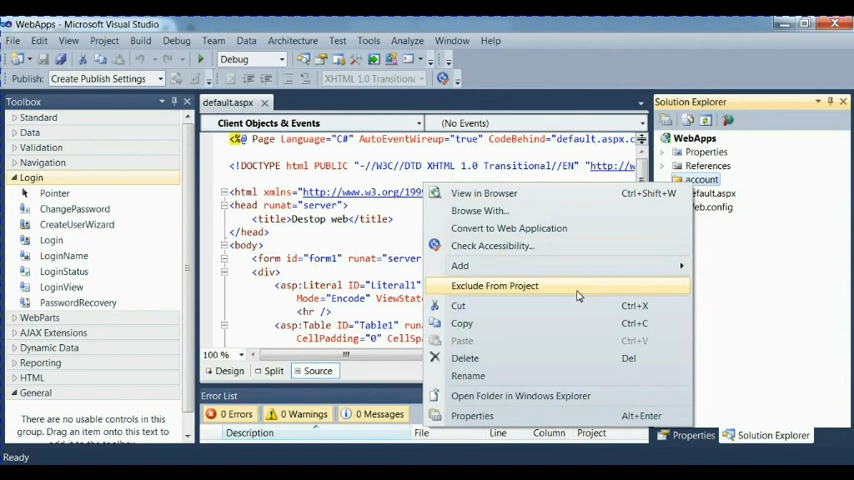 WebApps - Microsoft Visual Studio
File Edit View Project Build Debug Team Data Architecture Test Tools Analyze Window Help
Debug
Publish: Create Publish Settings XHTML 1.0 Transitional
Toolbox
Standard
Data
Validation
Navigation
Login
Pointer
ChangePassword
CreateUserWizard
Login
LoginName
LoginStatus
LoginView
PasswordRecovery
WebParts
AJAX Extensions
Dynamic Data
Reporting
HTML
General
There are no usable controls in this
group. Drag an item onto this text to
default.aspx
Client Objects & Events (No Events)
<%@ Page Language="C#" AutoEventWireup="true" CodeBehind="default.aspx.c
<!DOCTYPE html PUBLIC "-//W3C//DTD XHTML 1.0 Transitional//EN" "http://w
<html xmlns="http://www.w3.org/199
<head runat="server">
<title>Destop web</title>
</head>
<body>
<form id="form1" runat="server
<div>
<asp:Literal ID="Literal1"
Mode="Encode" ViewStat
<hr />
<asp:Table ID="Table1" run
CellPadding="0" CellSpa
100 %
Design Split Source
View in Browser Ctrl+Shift+W
Browse With...
Convert to Web Application
Check Accessibility...
Add
Exclude From Project
Cut Ctrl+X
Copy Ctrl+C
Paste Ctrl+V
Delete Del
Rename
Open Folder in Windows Explorer
Properties Alt+Enter
Error List
0 Errors 0 Warnings 0 Messages
Description File Line Column Project
Solution Explorer
WebApps
Properties
References
account
default.aspx
Web.config
Properties Solution Explorer
Ready